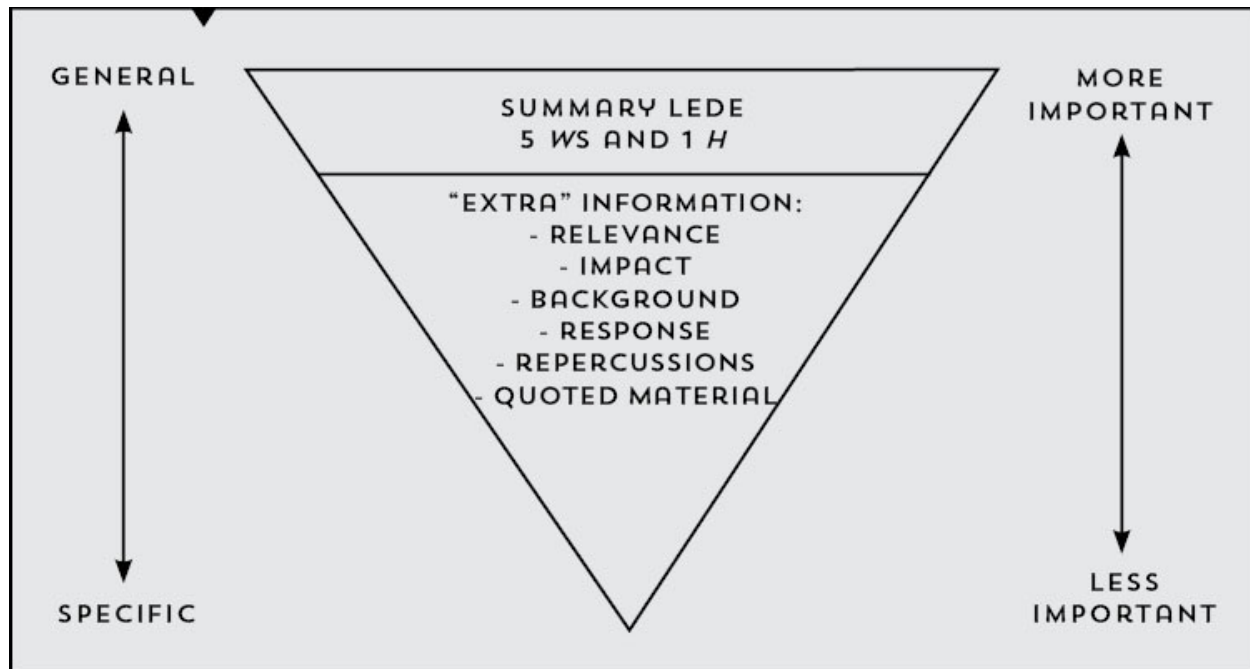 GENERAL
SUMMARY LEDE
5 WS AND 1 H
"EXTRA" INFORMATION:
- RELEVANCE
- IMPACT
- BACKGROUND
- RESPONSE
- REPERCUSSIONS
- QUOTED MATERIAL
SPECIFIC
MORE
IMPORTANT
LESS
IMPORTANT